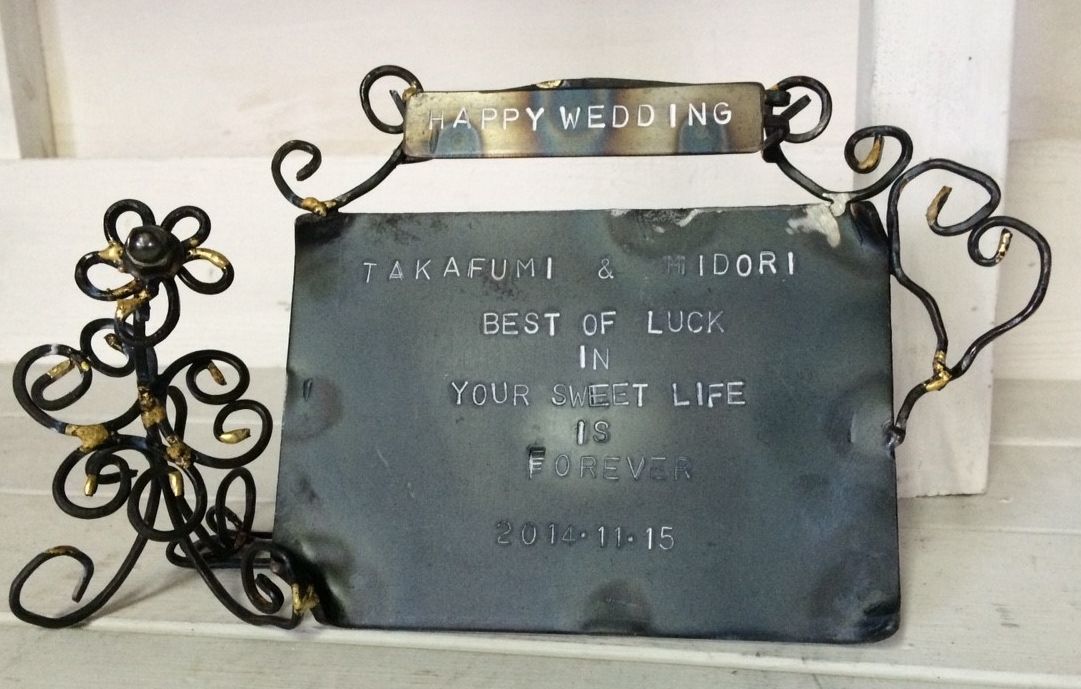 HAPPY WEDDING
TAKAFUMI & MIDORI
BEST OF LUCK
IN
YOUR SWEET LIFE
IS
FOREVER
2014・11・15